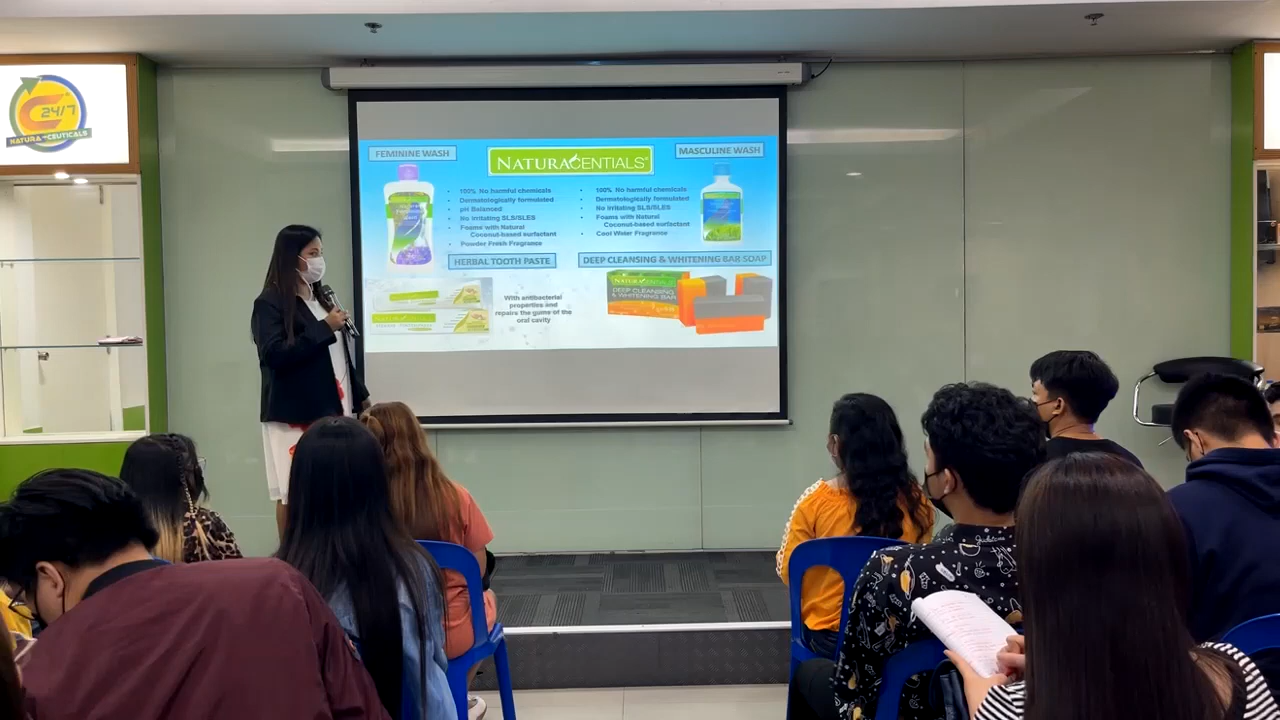 C 24/7
NATURA CEUTICALS
FEMININE WASH
NATURACENTIALS®
MASCULINE WASH
100% No harmful chemicals
Dermatologically formulated
pH Balanced
No irritating SLS/SLES
Foams with Natural
Coconut-based surfactant
Powder Fresh Fragrance
100% No harmful chemicals
Dermatologically formulated
No irritating SLS/SLES
Foams with Natural
Coconut-based surfactant
Cool Water Fragrance
HERBAL TOOTH PASTE
With antibacterial
properties and
repairs the gums of the
oral cavity
DEEP CLEANSING & WHITENING BAR SOAP
NATURACENTIALS
DEEP CLEANSING
& WHITENING BAR